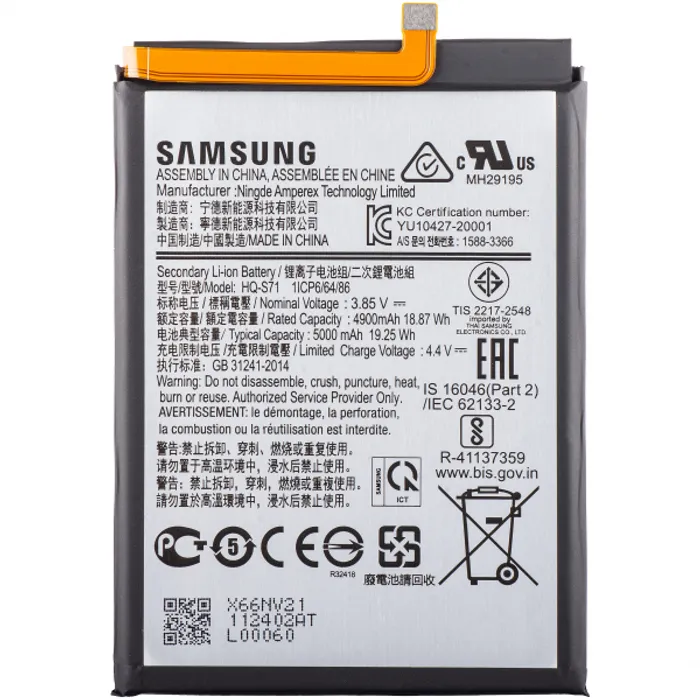 SAMSUNG
ASSEMBLY IN CHINA, ASSEMBLÉE EN CHINE
Manufacturer :Ningde Amperex Technology Limited
制造商: 宁德新能源科技有限公司
製造商: 寧德新能源科技有限公司
中国制造/中國製造/MADE IN CHINA
c RU US
MH29195
KC Certification number:
YU10427-20001
A/S 문의 전화번호: 1588-3366
Secondary Li-ion Battery / 锂离子电池组/二次鋰電池組
型号/型號/Model: HQ-S71 1ICP6/64/86
标称电压 / 標稱電壓 / Nominal Voltage : 3.85 V
额定容量/ 額定容量/ Rated Capacity : 4900mAh 18.87 Wh
电池典型容量/ Typical Capacity : 5000 mAh 19.25 Wh
充电限制电压 /充電限制電壓/ Limited Charge Voltage : 4.4 V
执行标准: GB 31241-2014
TIS 2217-2548
imported by
THAI SAMSUNG
ELECTRONICS CO., LTD.
EAC
Warning: Do not disassemble, crush, puncture, heat,
burn or reuse. Authorized Service Provider Only.
AVERTISSEMENT: le démontage, la perforation,
la combustion ou la réutilisation est interdite.
IS 16046(Part 2)
/IEC 62133-2
R-41137359
www.bis.gov.in
警告:禁止拆卸、穿刺、燃烧或重复使用。
请勿置于高温环境中,浸水后禁止使用!
警告: 禁止拆卸, 穿刺, 燃燒或重複使用。
請勿置於高溫環境中, 浸水後禁止使用!
SAMSUNG
ICT
5
CE
R32418
廢電池請回收
X66NV21
112402AT
L00060